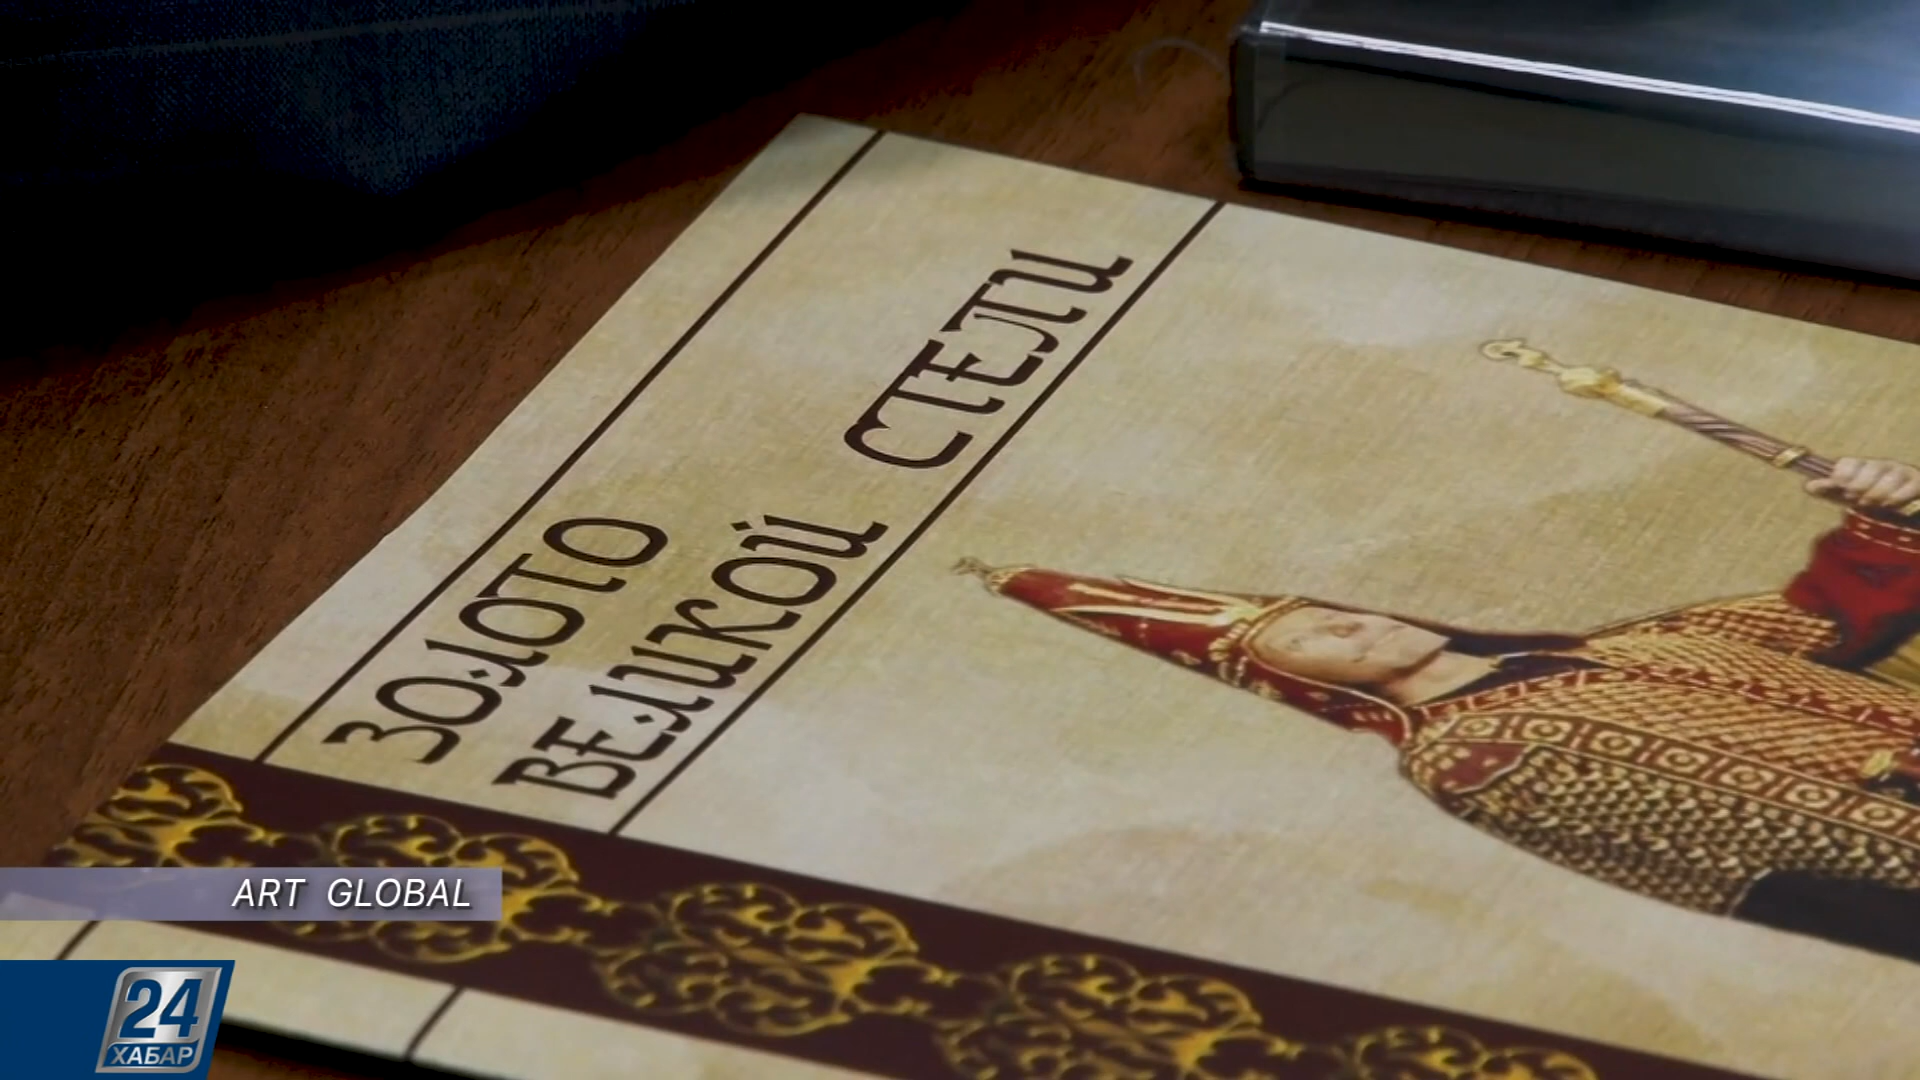 ЗОЛОТО
ВЕЛИКОЙ СТЕПИ
ART GLOBAL
24
ХАБАР